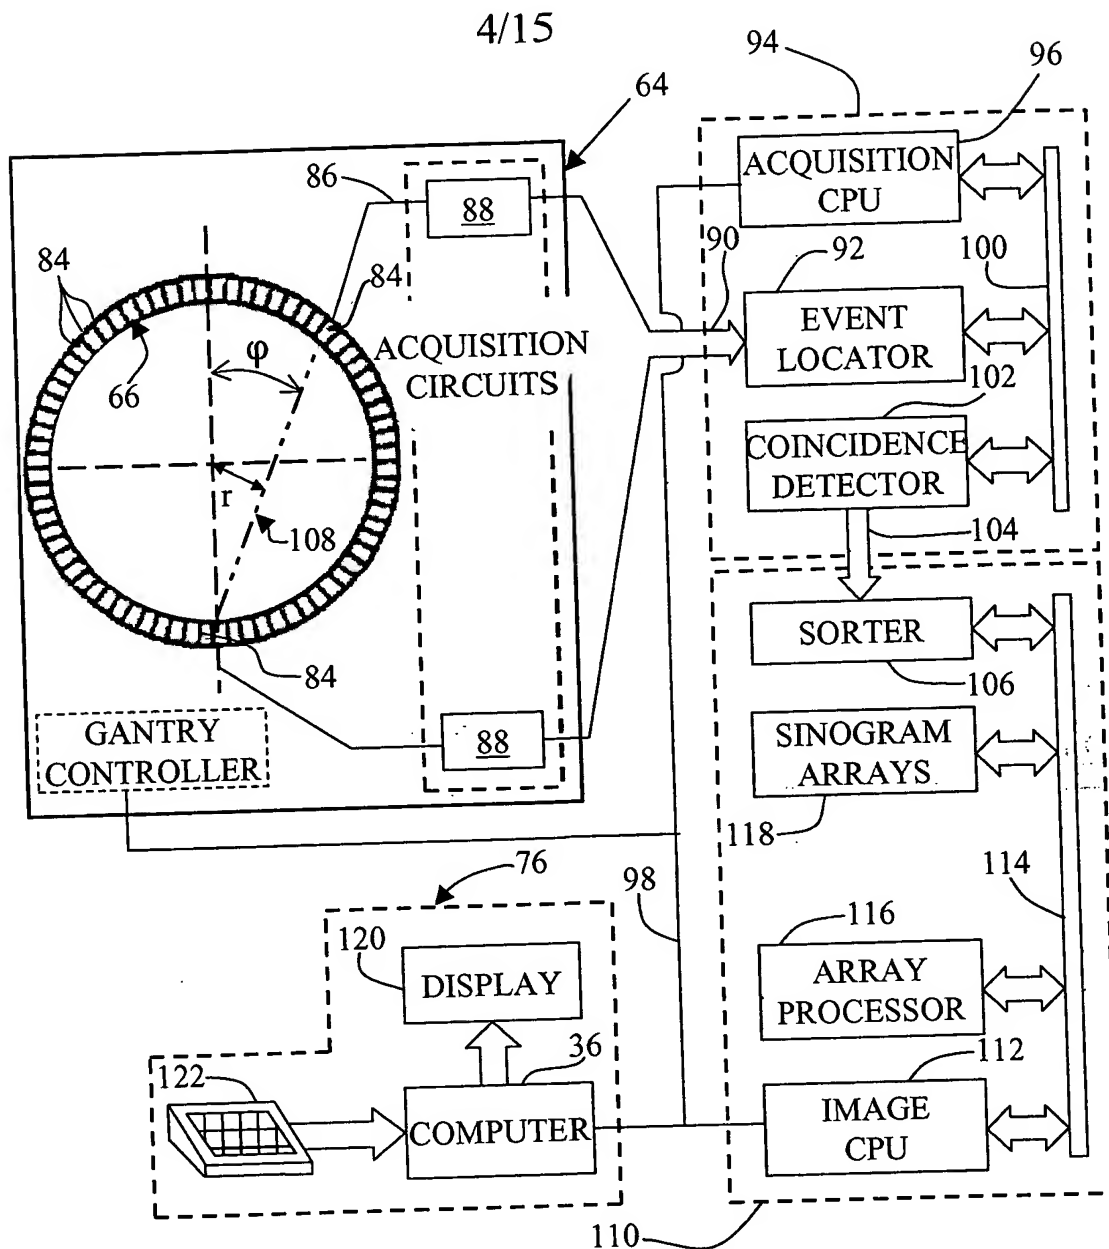 4/15
64
94
96
86
88
ACQUISITION
CPU
84
84
90
92
100
φ
66
ACQUISITION
CIRCUITS
EVENT
LOCATOR
102
r
COINCIDENCE
DETECTOR
108
104
84
SORTER
106
88
GANTRY
CONTROLLER
SINOGRAM
ARRAYS
118
76
98
114
120
116
DISPLAY
ARRAY
PROCESSOR
36
112
122
COMPUTER
IMAGE
CPU
110